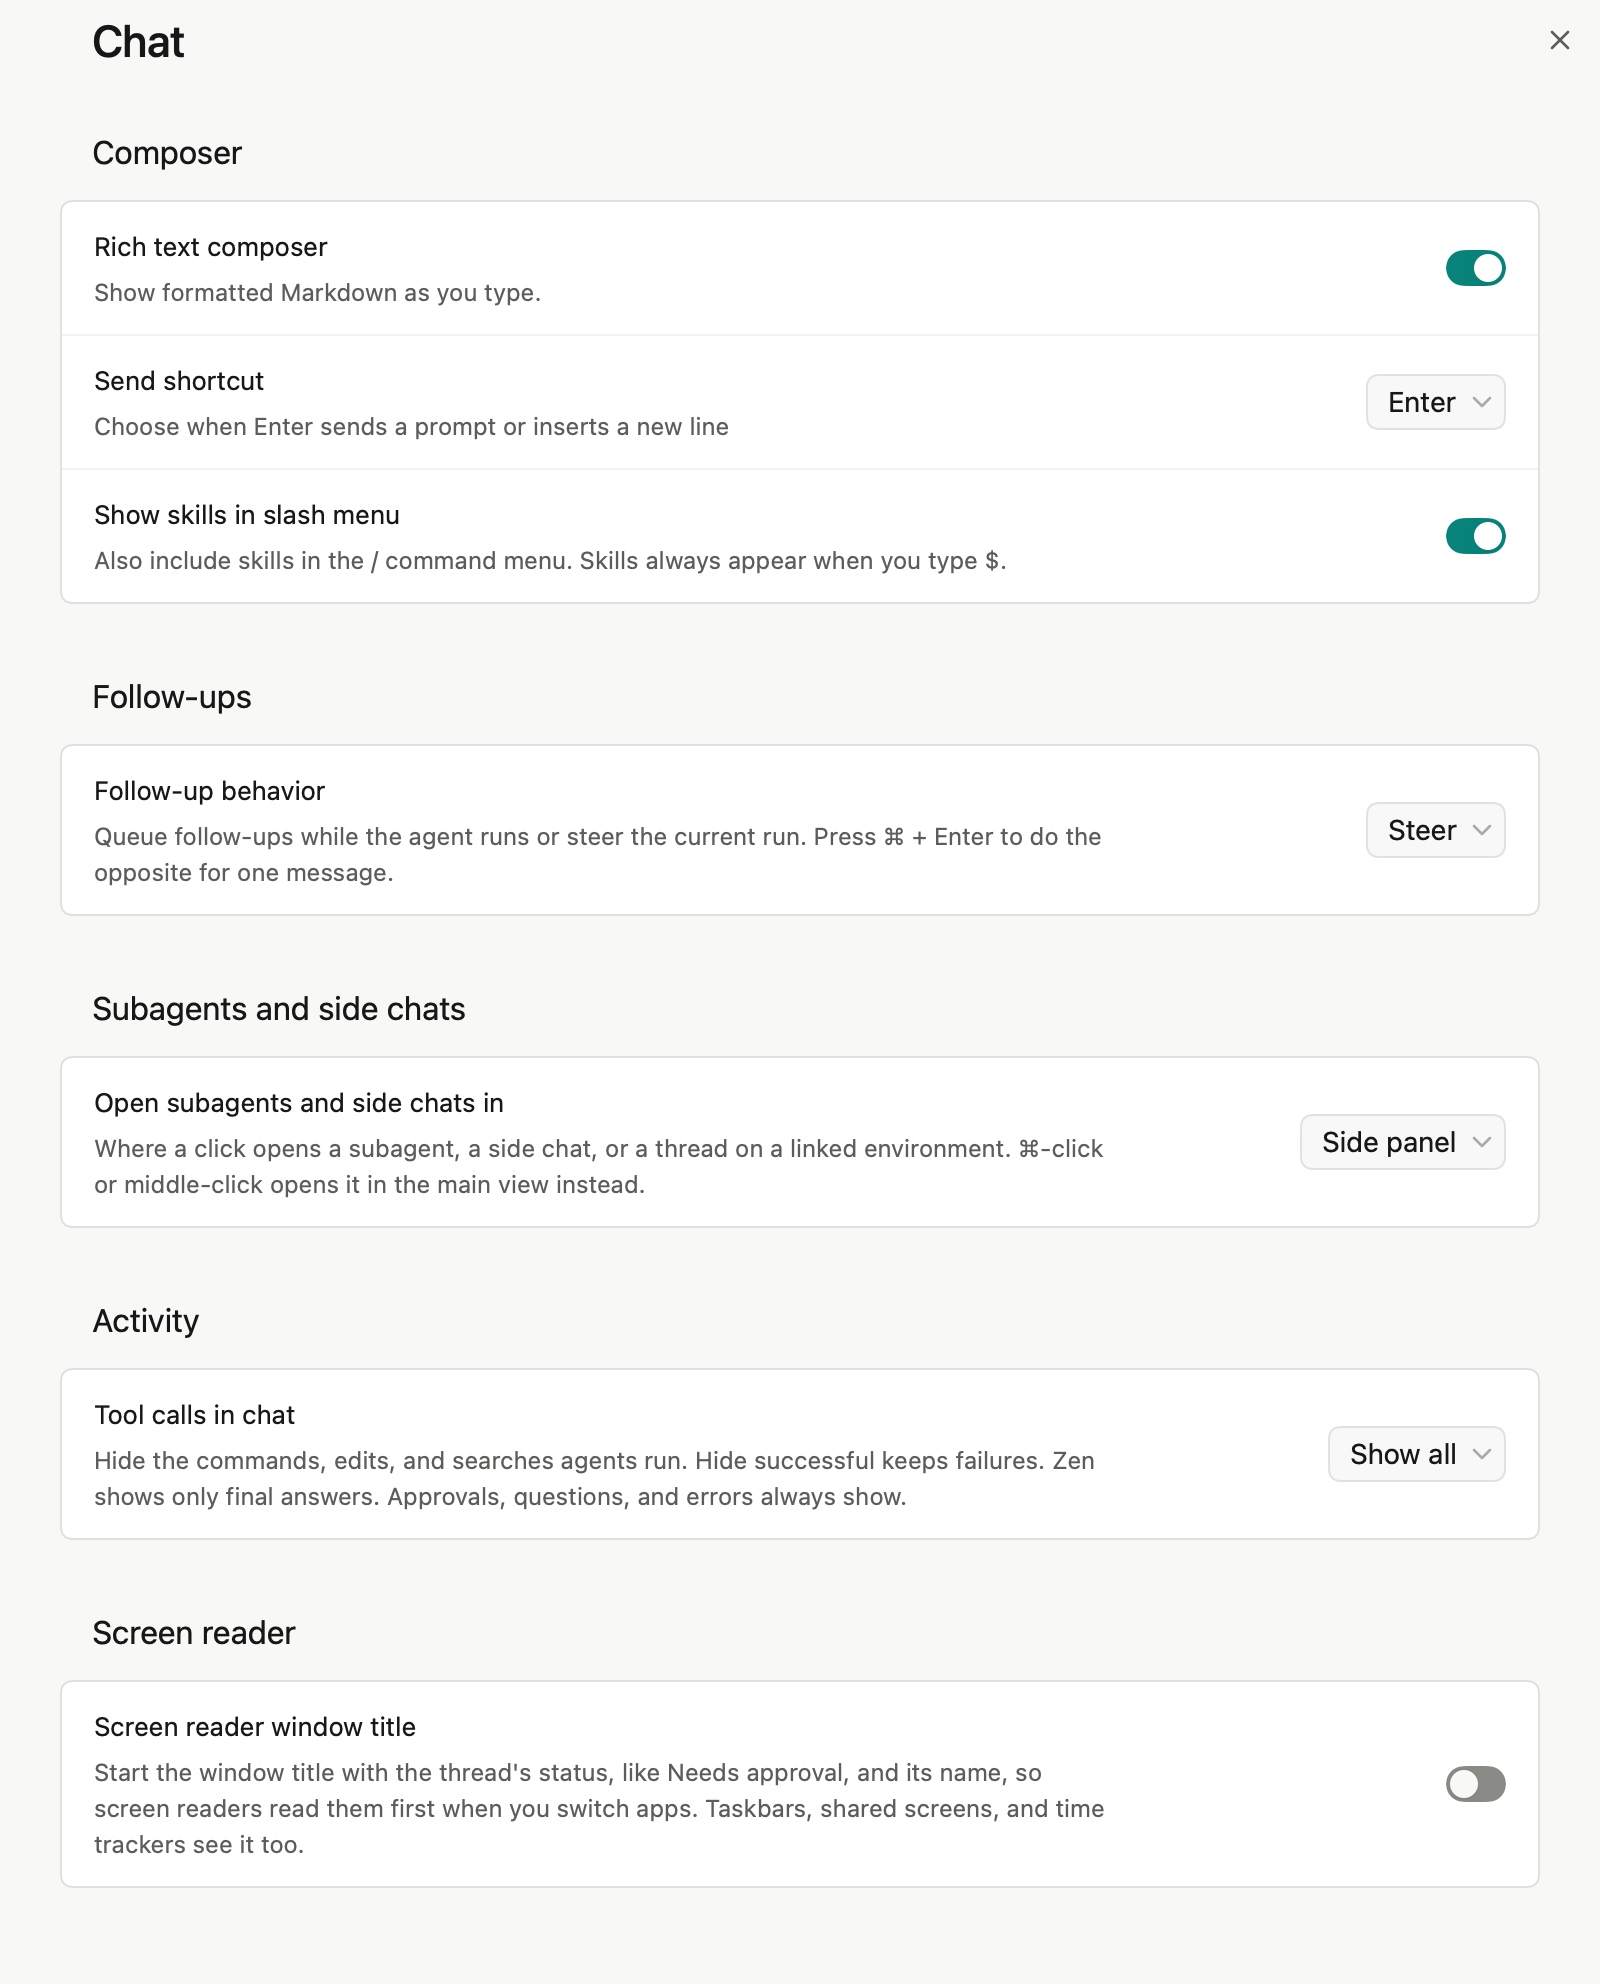 Chat
Composer
Rich text composer
Show formatted Markdown as you type.
Send shortcut
Choose when Enter sends a prompt or inserts a new line
Enter
Show skills in slash menu
Also include skills in the / command menu. Skills always appear when you type $.
Follow-ups
Follow-up behavior
Queue follow-ups while the agent runs or steer the current run. Press ⌘ + Enter to do the
opposite for one message.
Steer
Subagents and side chats
Open subagents and side chats in
Where a click opens a subagent, a side chat, or a thread on a linked environment. ⌘-click
or middle-click opens it in the main view instead.
Side panel
Activity
Tool calls in chat
Hide the commands, edits, and searches agents run. Hide successful keeps failures. Zen
shows only final answers. Approvals, questions, and errors always show.
Show all
Screen reader
Screen reader window title
Start the window title with the thread's status, like Needs approval, and its name, so
screen readers read them first when you switch apps. Taskbars, shared screens, and time
trackers see it too.